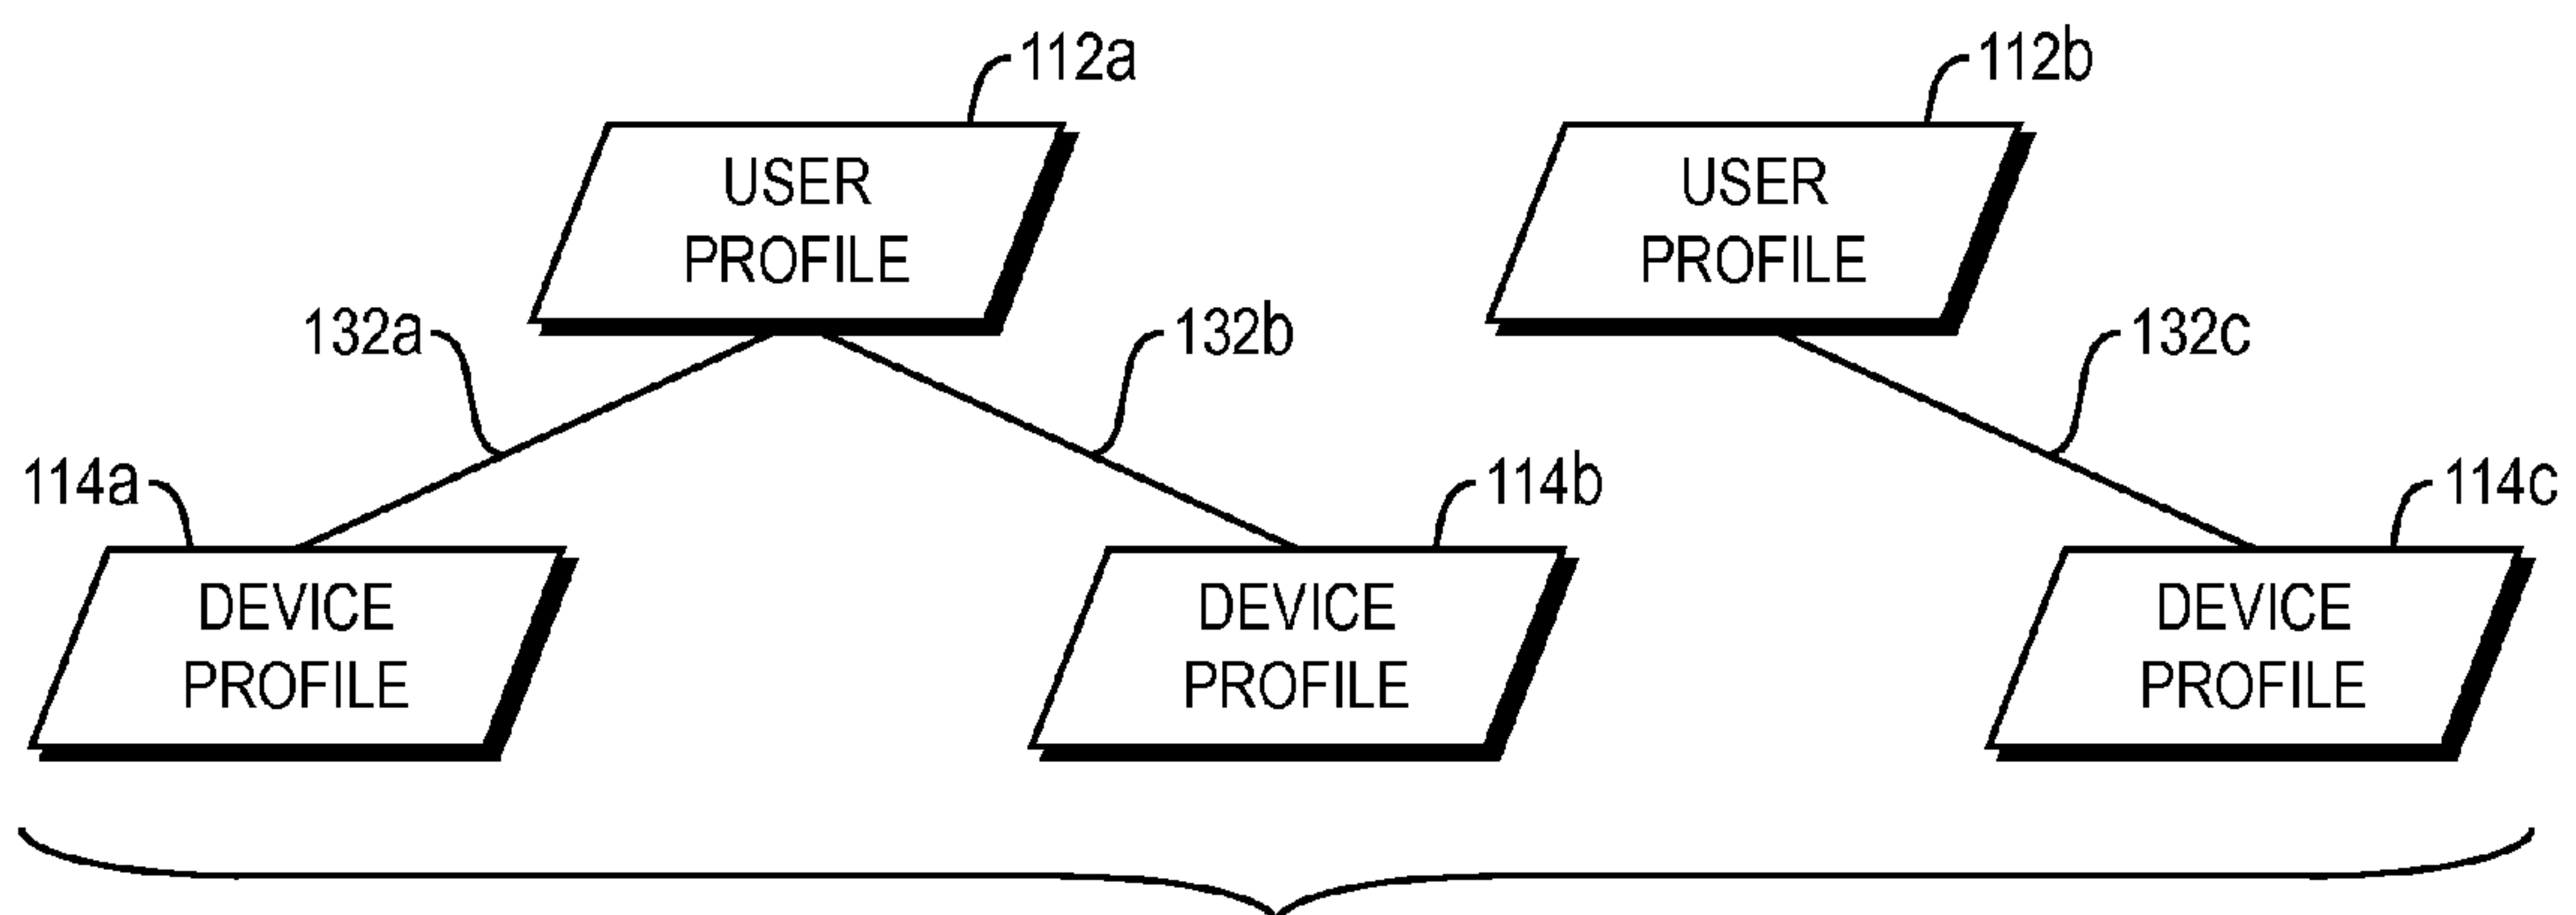 112a
112b
USER
PROFILE
USER
PROFILE
132a
132b
132c
114a
114b
114c
DEVICE
PROFILE
DEVICE
PROFILE
DEVICE
PROFILE